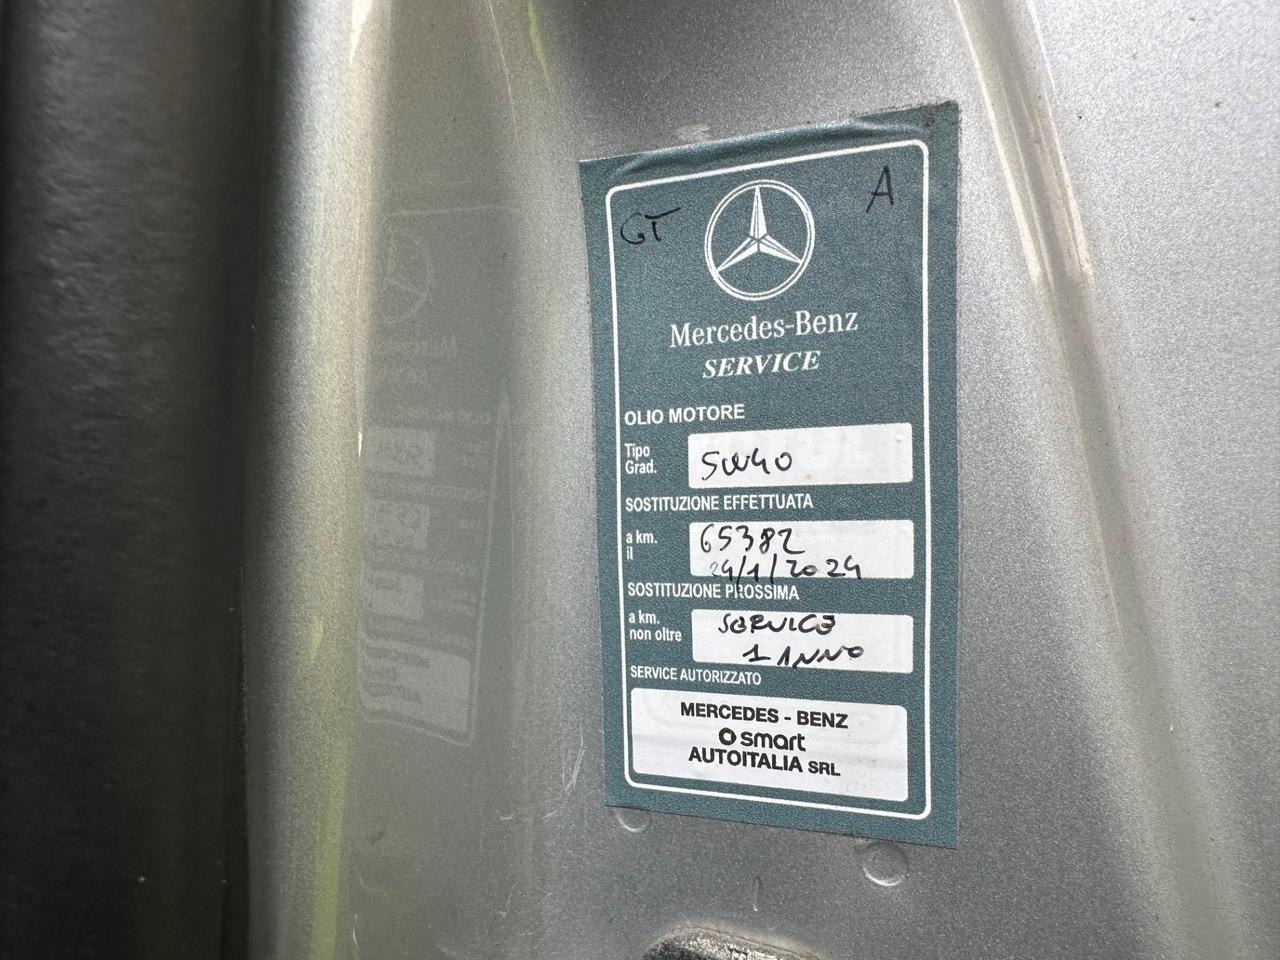 GT
A
Mercedes-Benz
SERVICE
OLIO MOTORE
Tipo
Grad.
5W40
SOSTITUZIONE EFFETTUATA
a km.
il
65382
24/1/2024
SOSTITUZIONE PROSSIMA
a km.
non oltre
SERVICE
1 ANNO
SERVICE AUTORIZZATO
MERCEDES - BENZ
smart
AUTOITALIA SRL